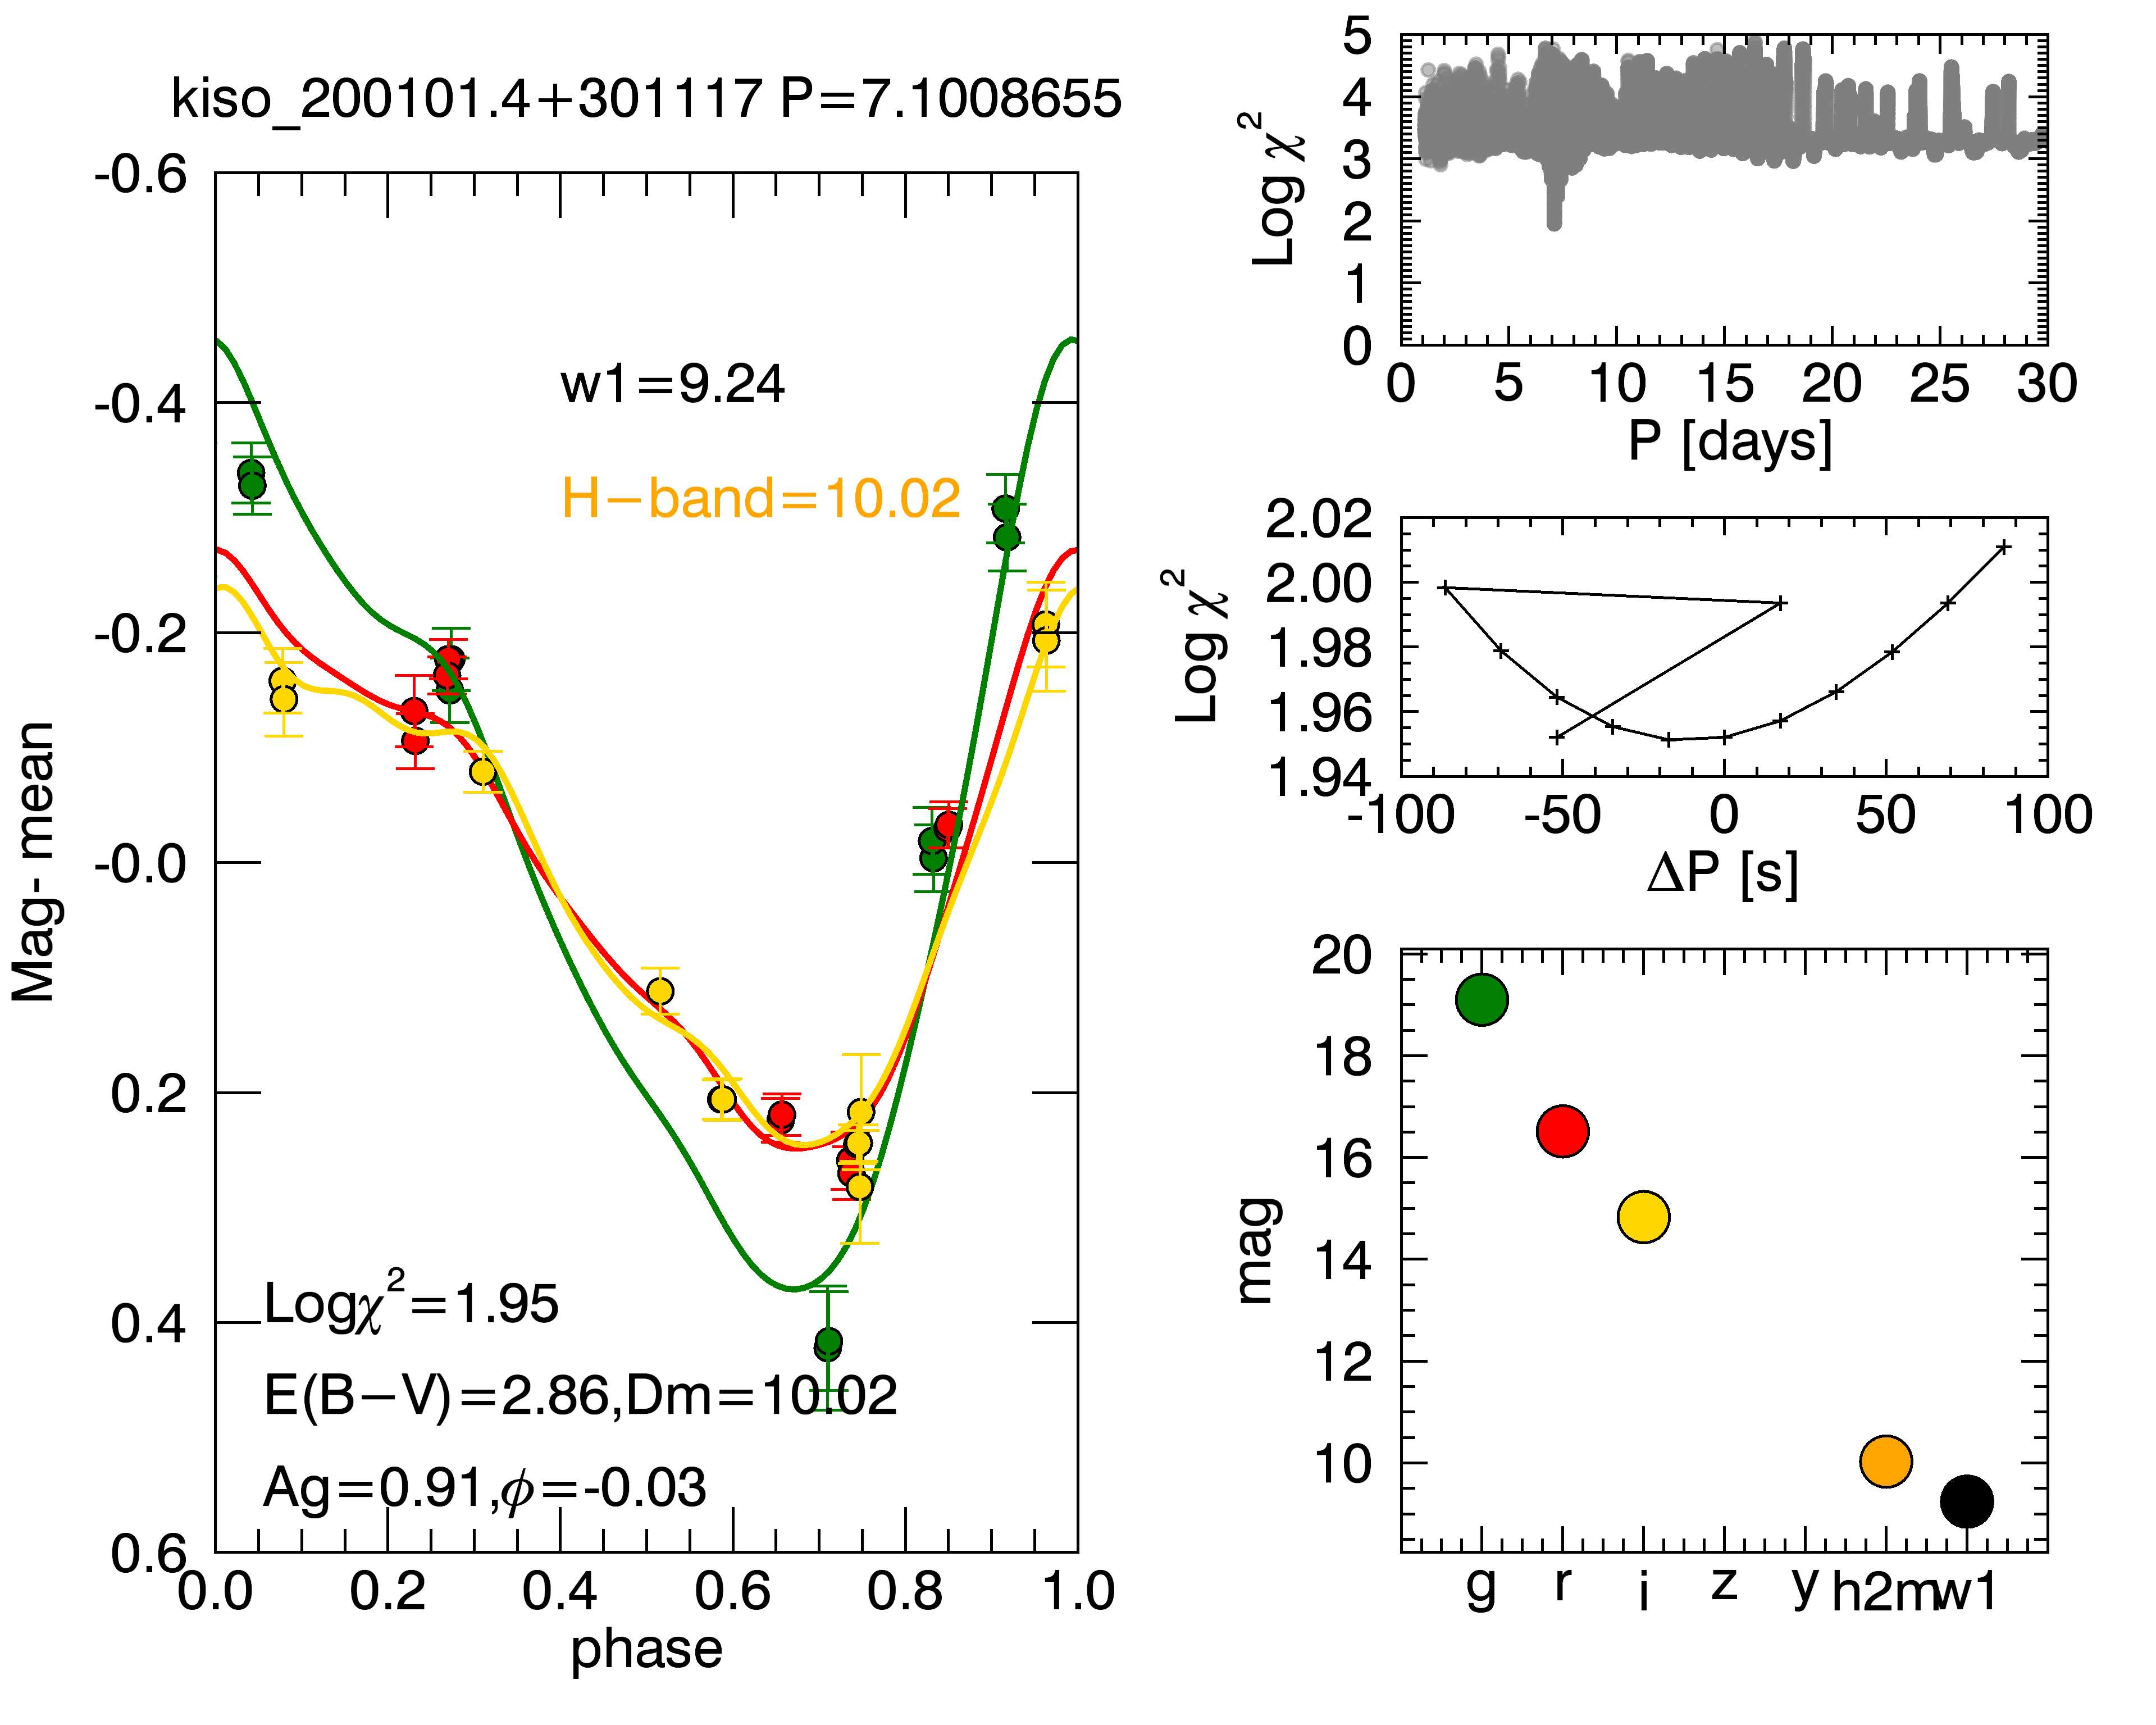 kiso_200101.4+301117 P=7.1008655
-0.6
-0.4
-0.2
-0.0
0.2
0.4
0.6
Mag- mean
w1=9.24
H−band=10.02
Logχ²=1.95
E(B−V)=2.86,Dm=10.02
Ag=0.91,ϕ=-0.03
0.0 0.2 0.4 0.6 0.8 1.0
phase
5
4
3
2
1
0
Log χ²
0 5 10 15 20 25 30
P [days]
2.02
2.00
1.98
1.96
1.94
Log χ²
-100 -50 0 50 100
ΔP [s]
20
18
16
14
12
10
mag
g r i z y h2m w1